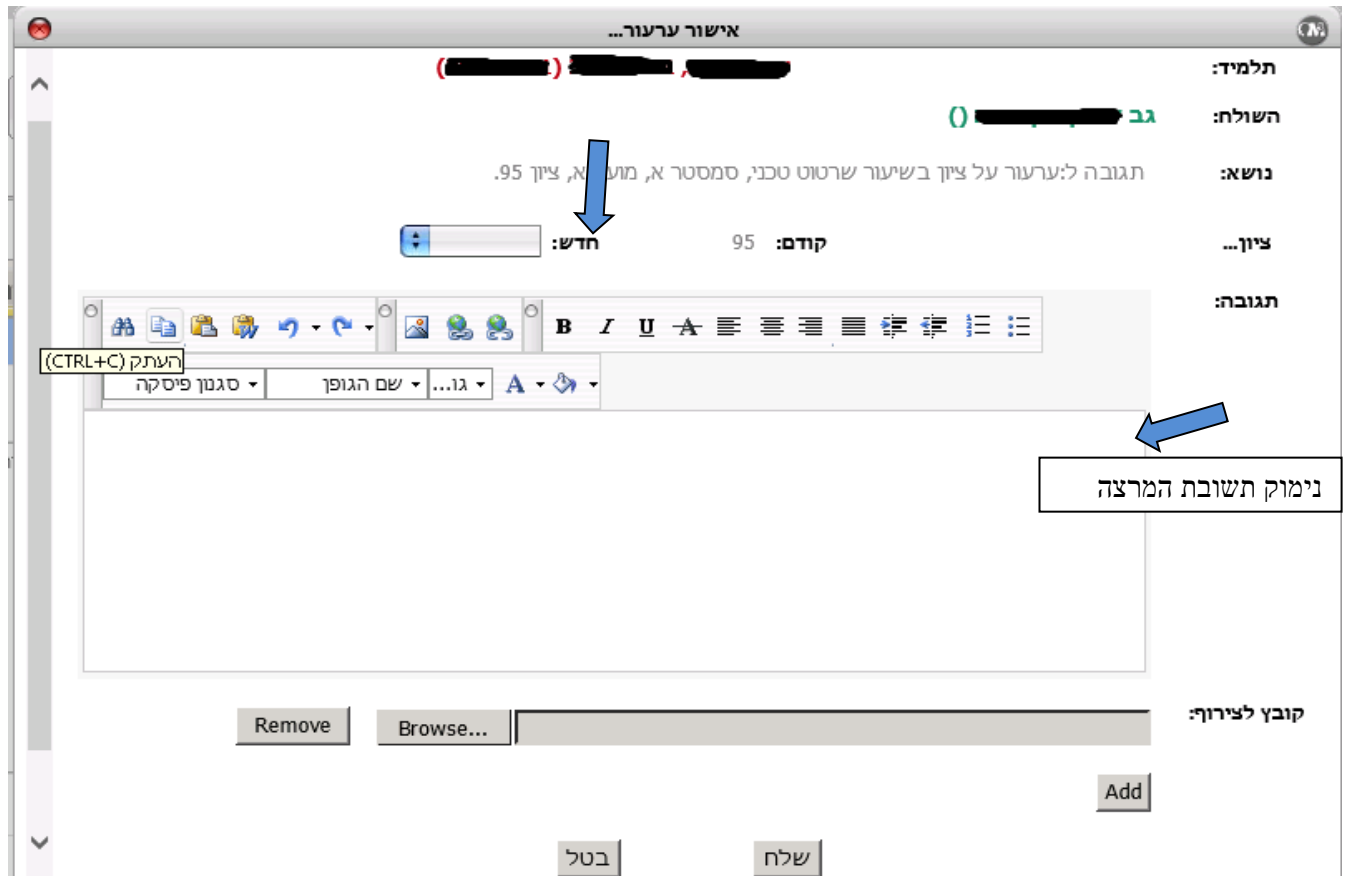 אישור ערעור...
תלמיד: , ( )
השולח: גב ()
נושא: תגובה ל:ערעור על ציון בשיעור שרטוט טכני, סמסטר א, א, ציון 95.
ציון... קודם: 95 חדש:
תגובה:
B I U A
העתק (CTRL+C)
A גו... שם הגופן סגנון פיסקה
נימוק תשובת המרצה
קובץ לצירוף: Browse... Remove
Add
שלח בטל